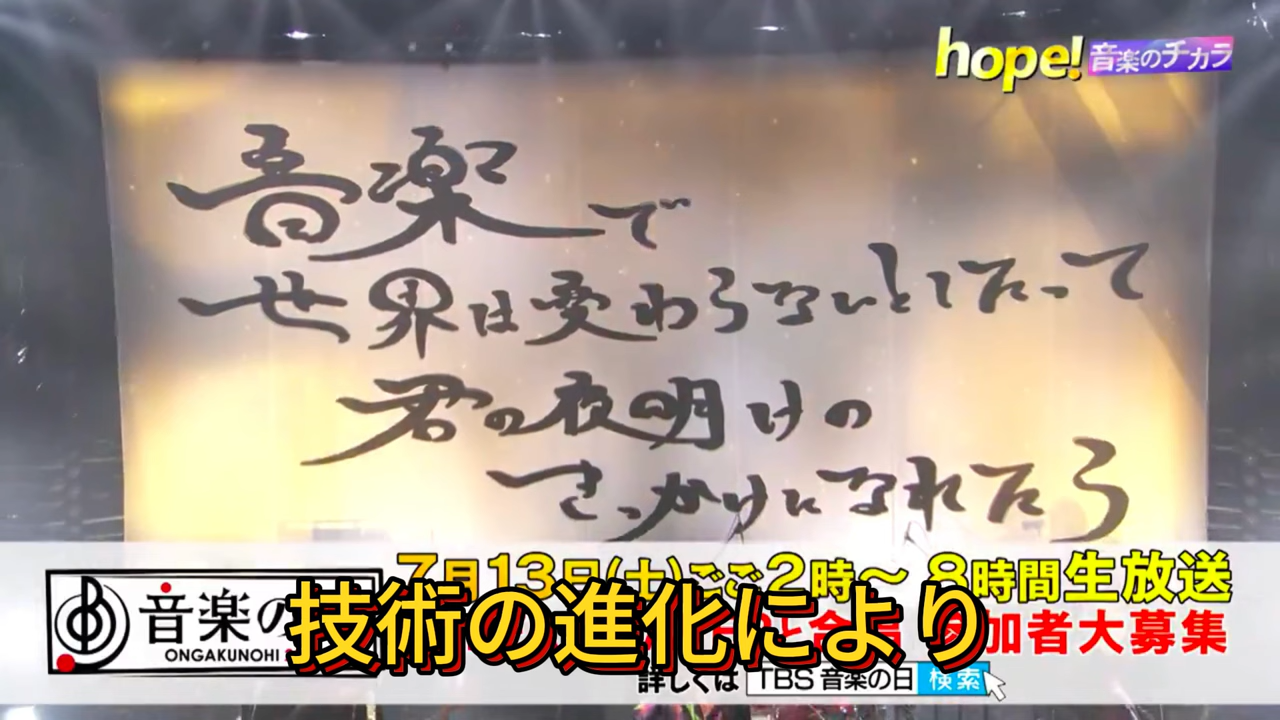 hope! 音楽のチカラ
音楽で
世界は変わらないとしたって
君の夜明けの
きっかけになれたら
7月13日(土)ごご2時〜 8時間生放送
音楽の
ONGAKUNOHI
技術の進化により
加者大募集
詳しくは TBS 音楽の日 検索